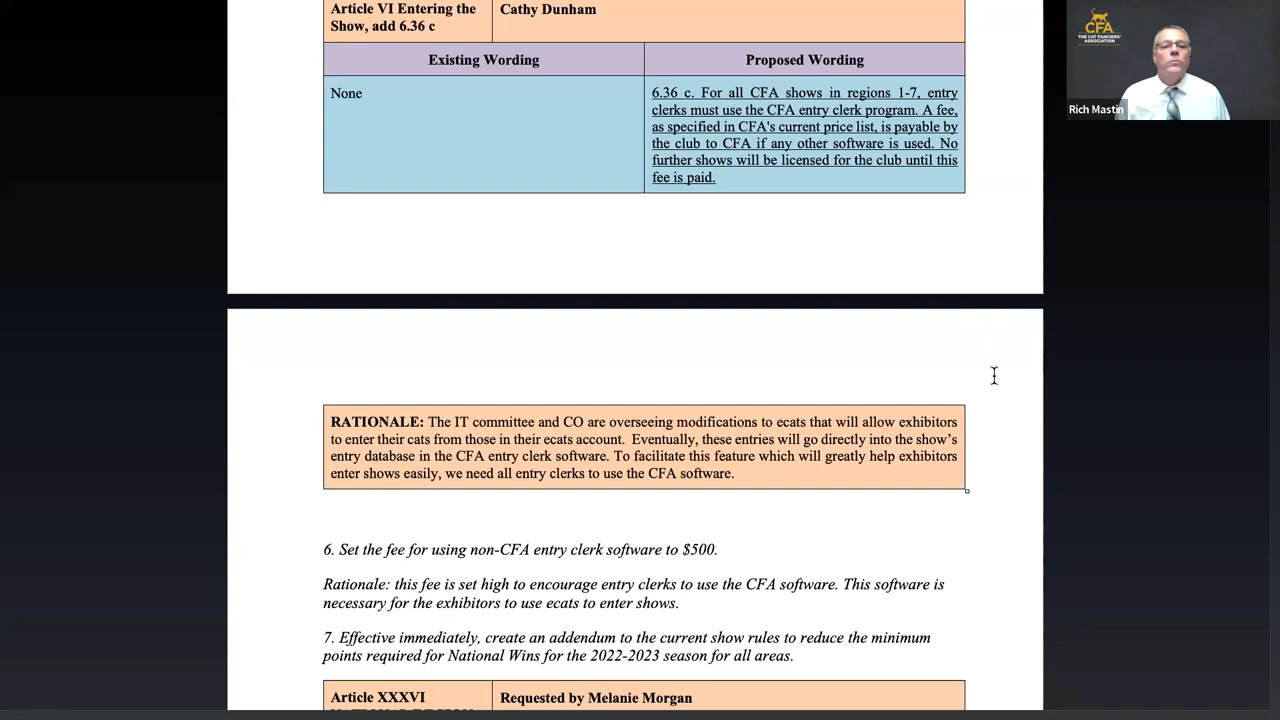 Article VI Entering the
Show, add 6.36 c
Cathy Dunham
Existing Wording
Proposed Wording
None
6.36 c. For all CFA shows in regions 1-7, entry
clerks must use the CFA entry clerk program. A fee,
as specified in CFA's current price list, is payable by
the club to CFA if any other software is used. No
further shows will be licensed for the club until this
fee is paid.
RATIONALE: The IT committee and CO are overseeing modifications to ecats that will allow exhibitors
to enter their cats from those in their ecats account. Eventually, these entries will go directly into the show's
entry database in the CFA entry clerk software. To facilitate this feature which will greatly help exhibitors
enter shows easily, we need all entry clerks to use the CFA software.
6. Set the fee for using non-CFA entry clerk software to $500.
Rationale: this fee is set high to encourage entry clerks to use the CFA software. This software is
necessary for the exhibitors to use ecats to enter shows.
7. Effective immediately, create an addendum to the current show rules to reduce the minimum
points required for National Wins for the 2022-2023 season for all areas.
Article XXXVI
Requested by Melanie Morgan
CFA
THE CAT FANCIERS'
ASSOCIATION
Rich Mastin